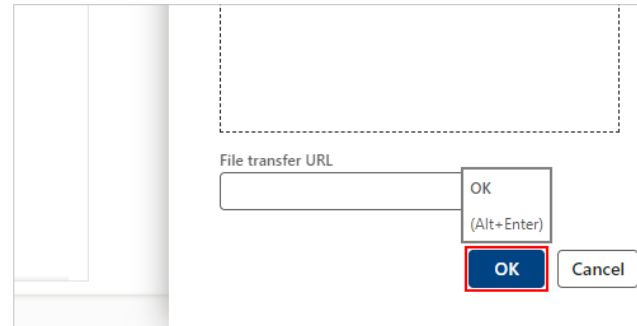 File transfer URL
OK
(Alt+Enter)
OK
Cancel